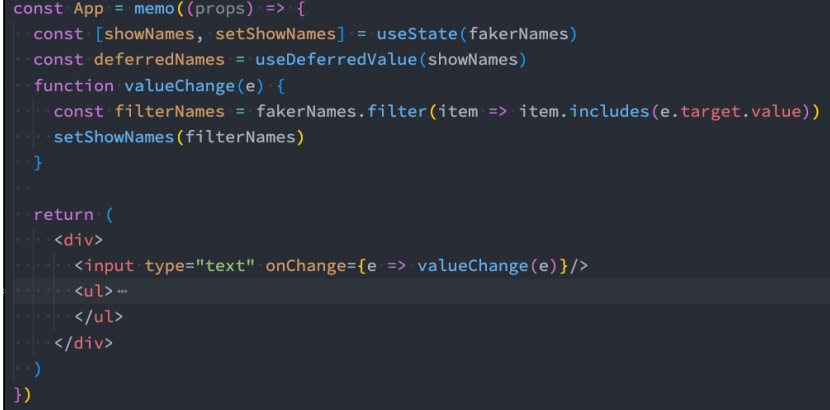 const App = memo((props) => {
  const [showNames, setShowNames] = useState(fakerNames)
  const deferredNames = useDeferredValue(showNames)
  function valueChange(e) {
    const filterNames = fakerNames.filter(item => item.includes(e.target.value))
    setShowNames(filterNames)
  }
  return (
    <div>
      <input type="text" onChange={e => valueChange(e)}/>
      <ul>…
      </ul>
    </div>
  )
})